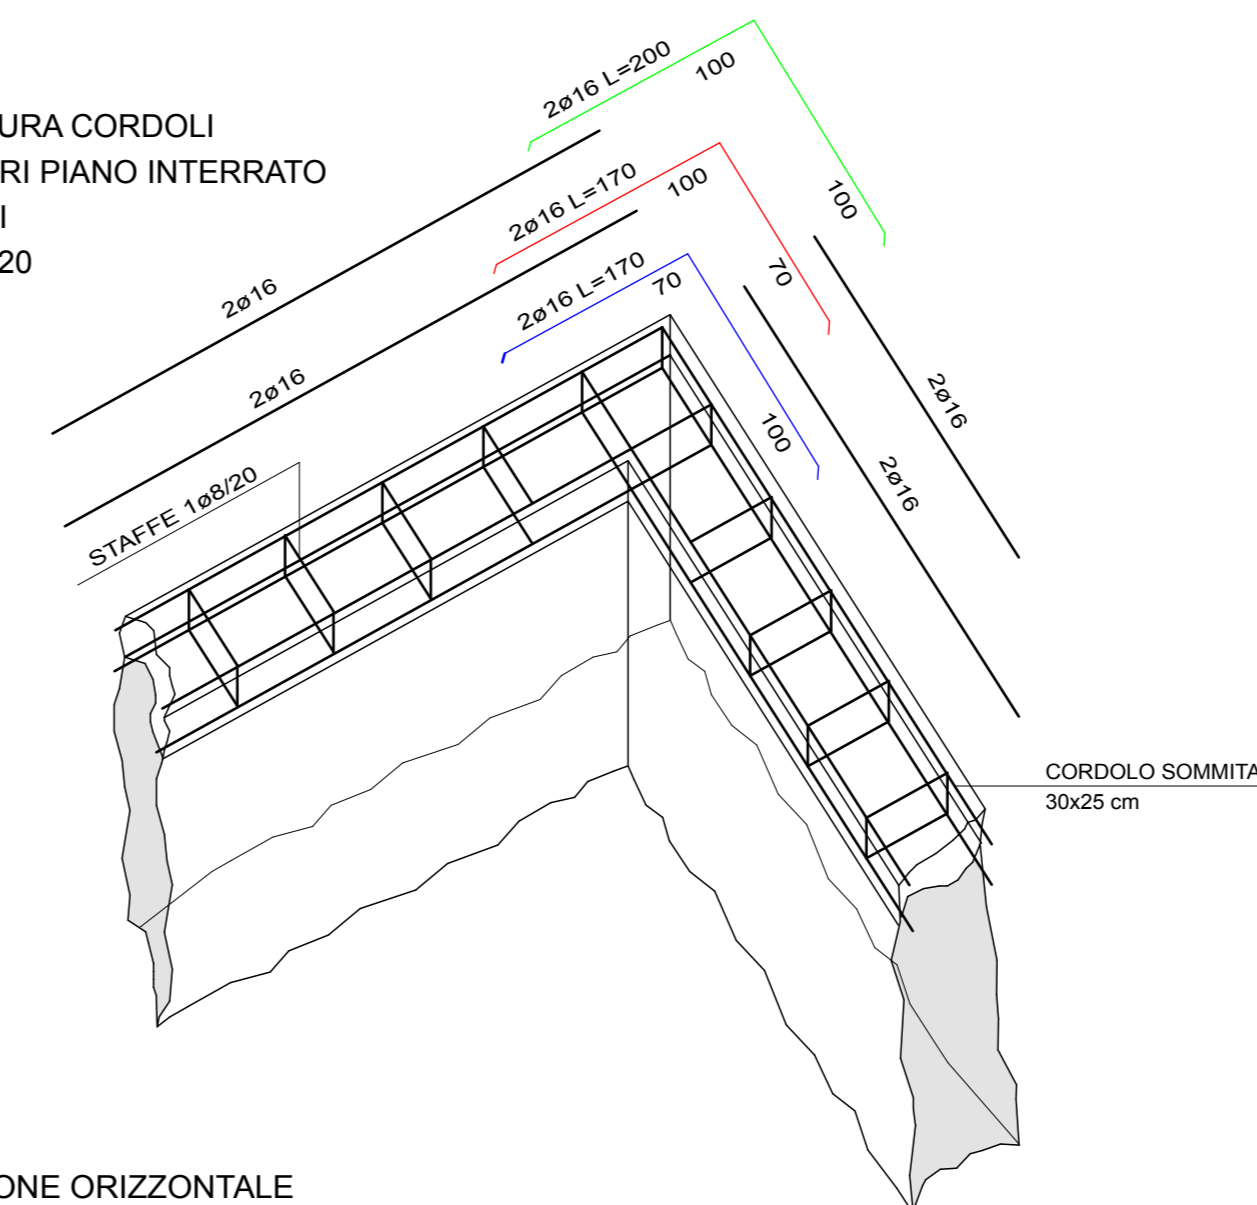 URA CORDOLI
RI PIANO INTERRATO
I
20
2ø16 L=200
100
100
2ø16 L=170
100
70
2ø16 L=170
70
100
2ø16
2ø16
2ø16
2ø16
STAFFE 1ø8/20
CORDOLO SOMMITA
30x25 cm
ONE ORIZZONTALE